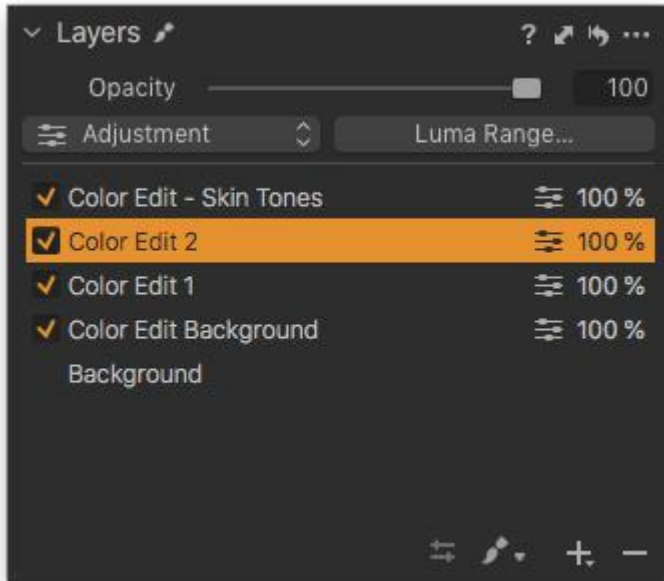 Layers ? ...
Opacity 100
Adjustment Luma Range...
Color Edit - Skin Tones 100 %
Color Edit 2 100 %
Color Edit 1 100 %
Color Edit Background 100 %
Background